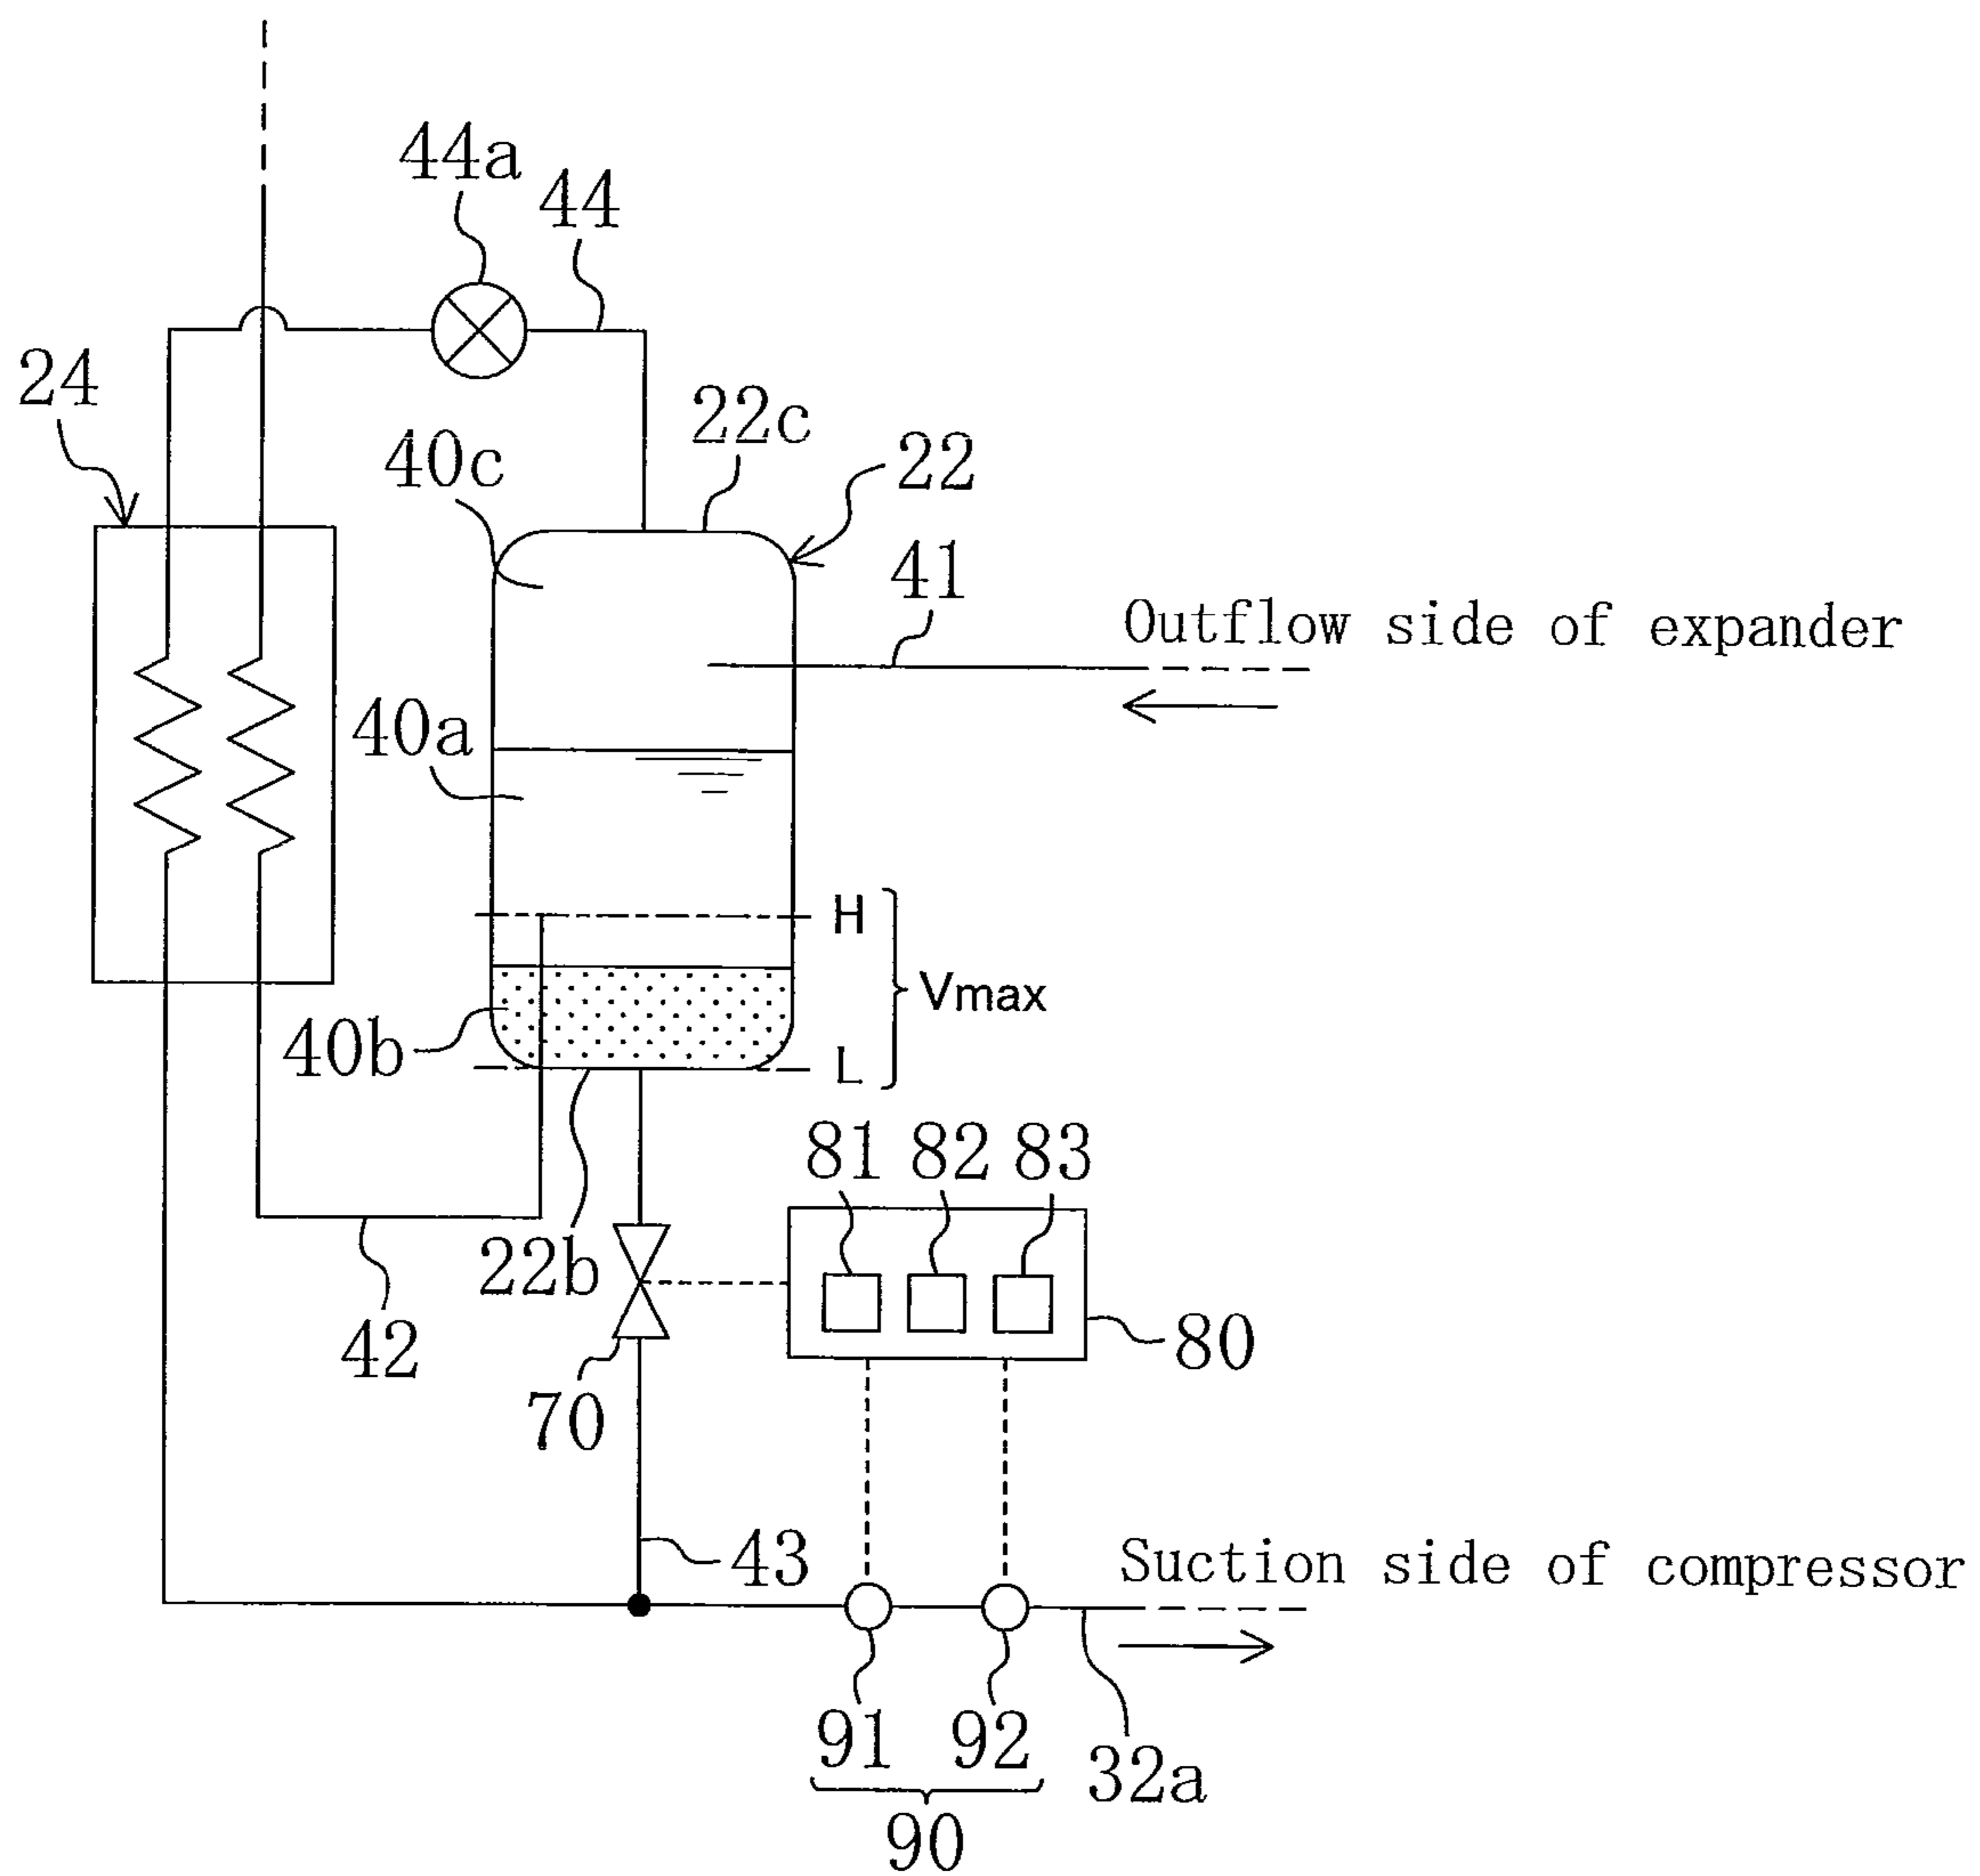 44a
44
24
22c
40c
22
41
Outflow side of expander
40a
H
Vmax
40b
L
81 82 83
22b
42
80
70
43
Suction side of compressor
91 92
32a
90